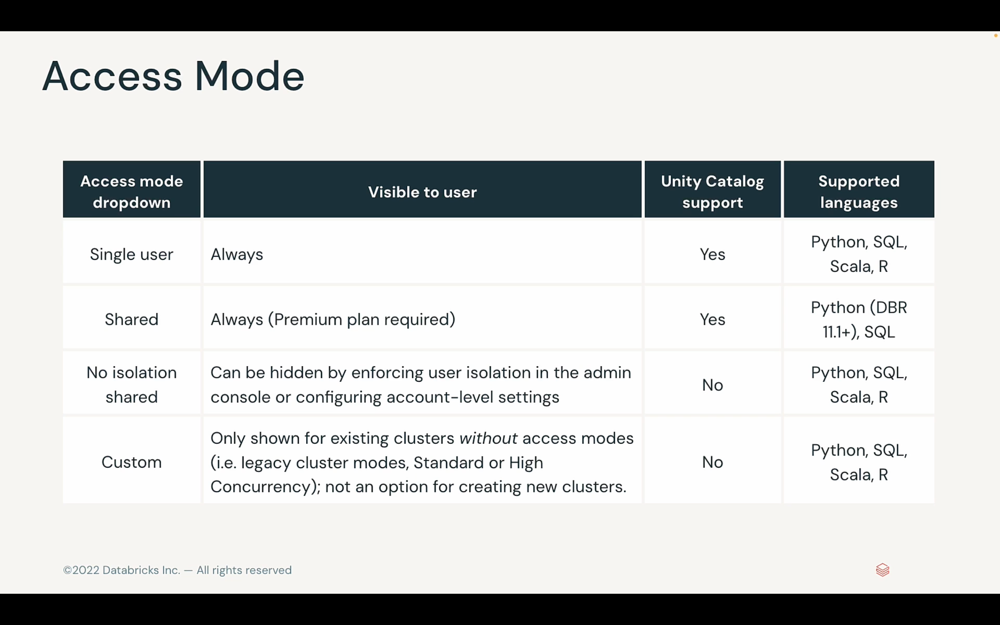 Access Mode
Access mode
dropdown
Visible to user
Unity Catalog
support
Supported
languages
Single user
Always
Yes
Python, SQL,
Scala, R
Shared
Always (Premium plan required)
Yes
Python (DBR
11.1+), SQL
No isolation
shared
Can be hidden by enforcing user isolation in the admin
console or configuring account-level settings
No
Python, SQL,
Scala, R
Custom
Only shown for existing clusters without access modes
(i.e. legacy cluster modes, Standard or High
Concurrency); not an option for creating new clusters.
No
Python, SQL,
Scala, R
©2022 Databricks Inc. — All rights reserved